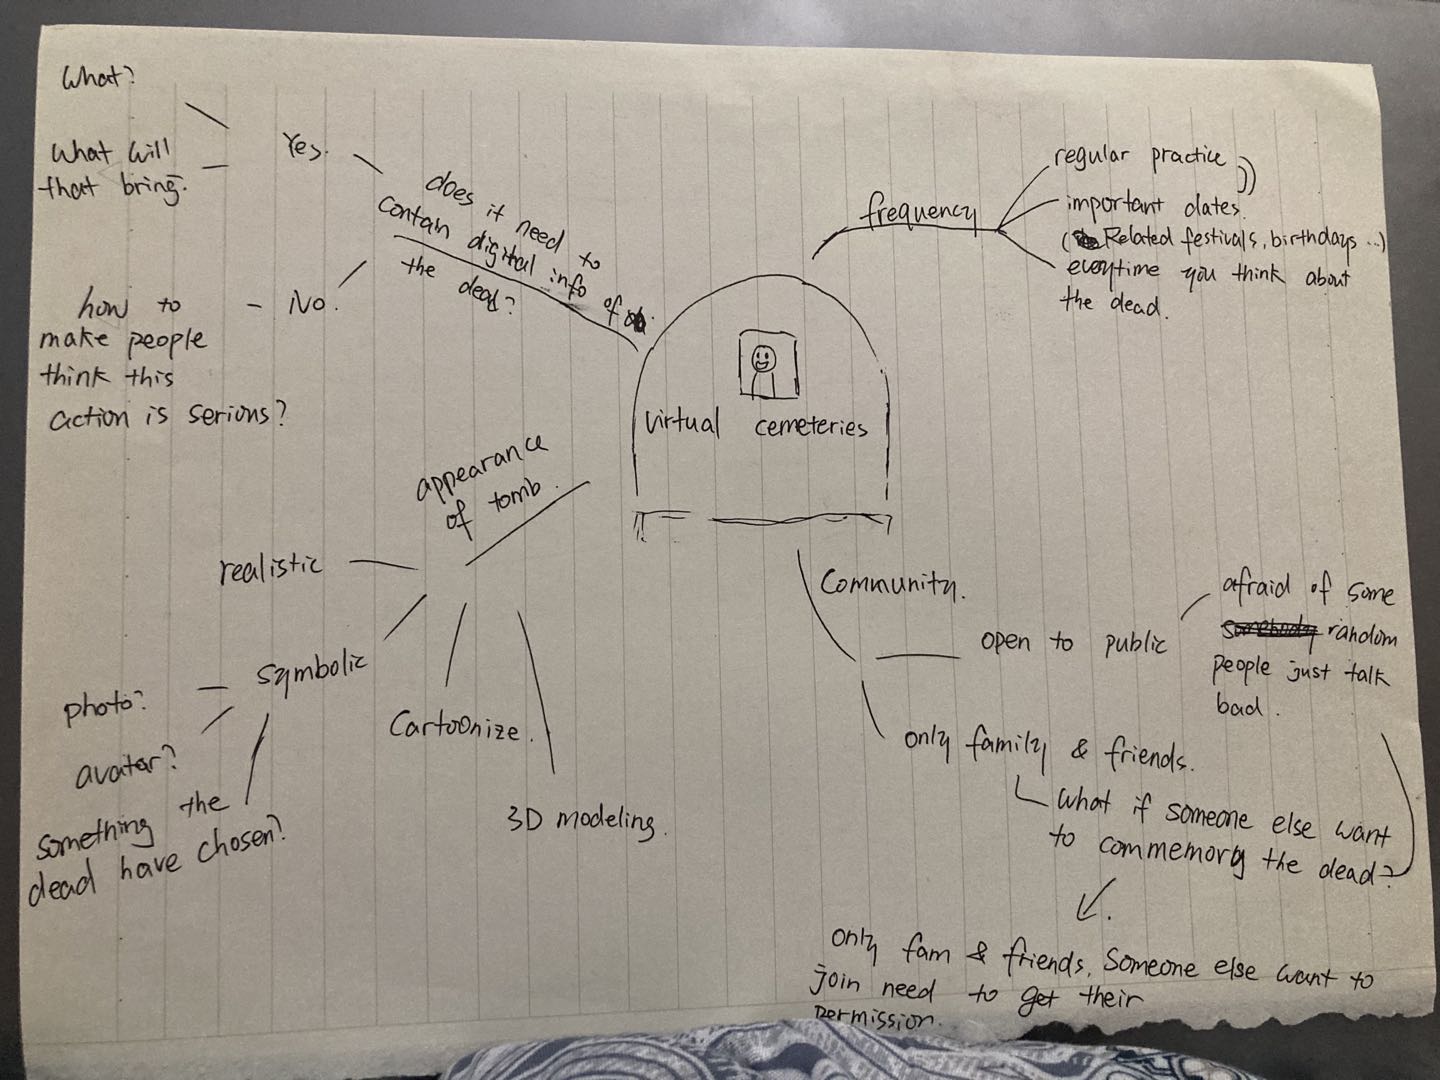 What?
What will
that bring.
Yes.
does it need to
contain digital info of
the dead?
how to
make people
think this
action is serious?
No.
frequency
regular practice
important dates.
(Related festivals, birthdays...)
everytime you think about
the dead.
virtual cemeteries
appearance
of tomb.
realistic
symbolic
photo?
avatar?
something the
dead have chosen?
Cartoonize.
3D modeling.
Community.
open to public
afraid of some
somebody random
people just talk
bad.
only family & friends.
What if someone else want
to commemory the dead?
only fam & friends. Someone else want to
join need to get their
permission.